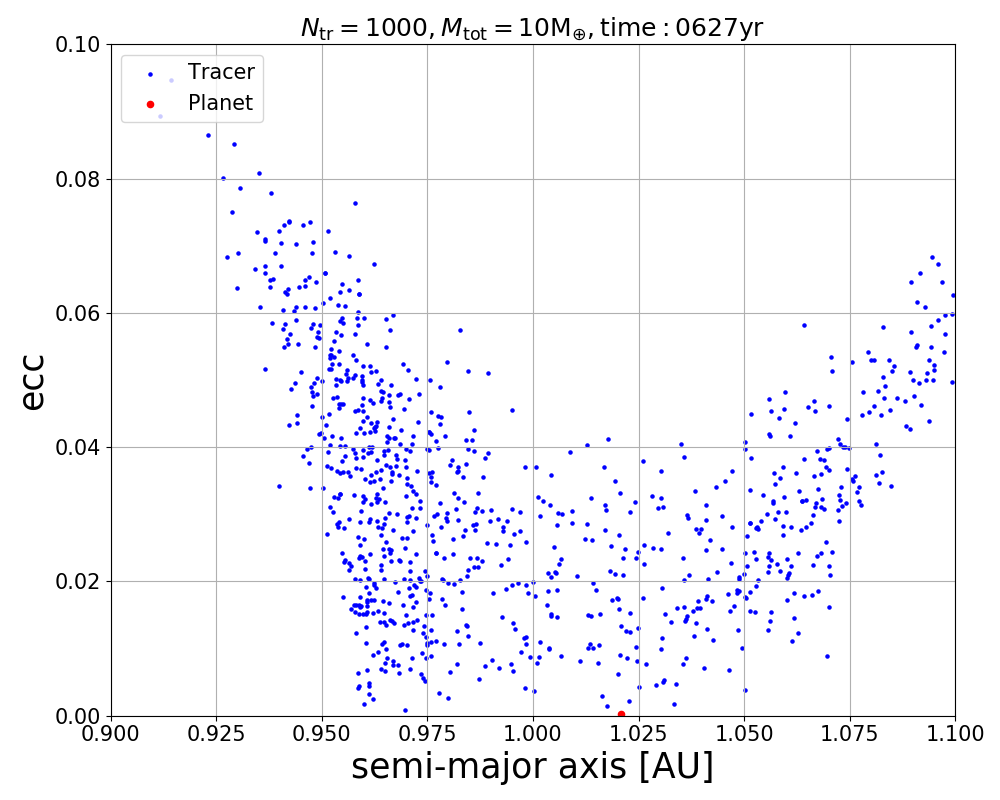 N_tr = 1000, M_tot = 10M_⊕, time : 0627yr
Tracer
Planet
ecc
0.10
0.08
0.06
0.04
0.02
0.00
0.900 0.925 0.950 0.975 1.000 1.025 1.050 1.075 1.100
semi-major axis [AU]